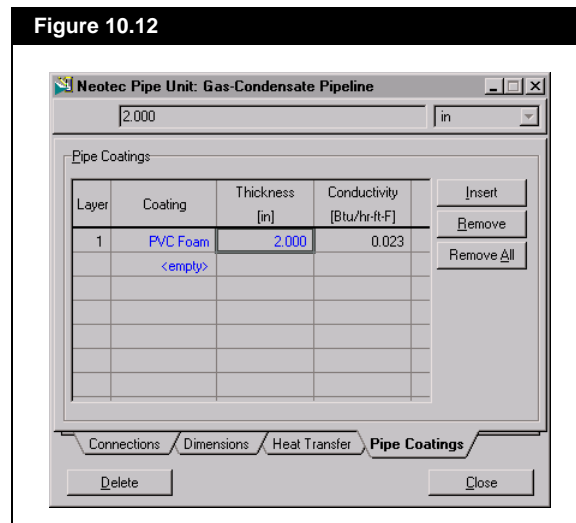 Figure 10.12
Neotec Pipe Unit: Gas-Condensate Pipeline
2.000 in
Pipe Coatings
Layer Coating Thickness [in] Conductivity [Btu/hr-ft-F]
1 PVC Foam 2.000 0.023
<empty>
Insert
Remove
Remove All
Connections Dimensions Heat Transfer Pipe Coatings
Delete Close